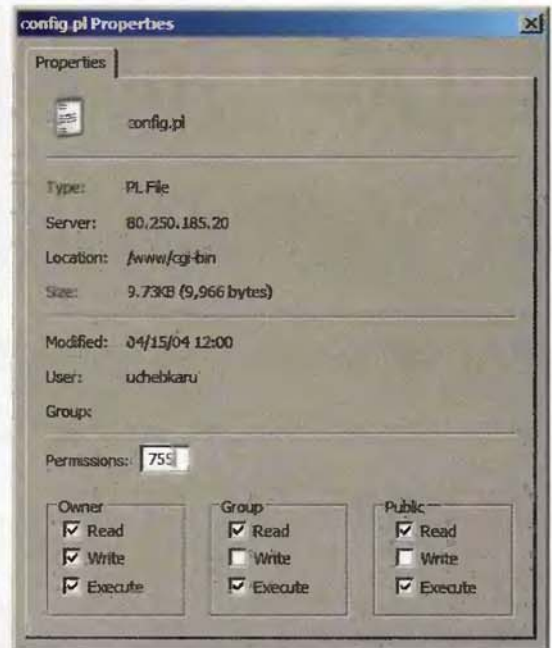 config.pl Properties
Properties
config.pl
Type: PL File
Server: 80.250.185.20
Location: /www/cgi-bin
Size: 9.73KB (9,966 bytes)
Modified: 04/15/04 12:00
User: uchebkaru
Group:
Permissions: 755
Owner Group Public
Read Read Read
Write Write Write
Execute Execute Execute